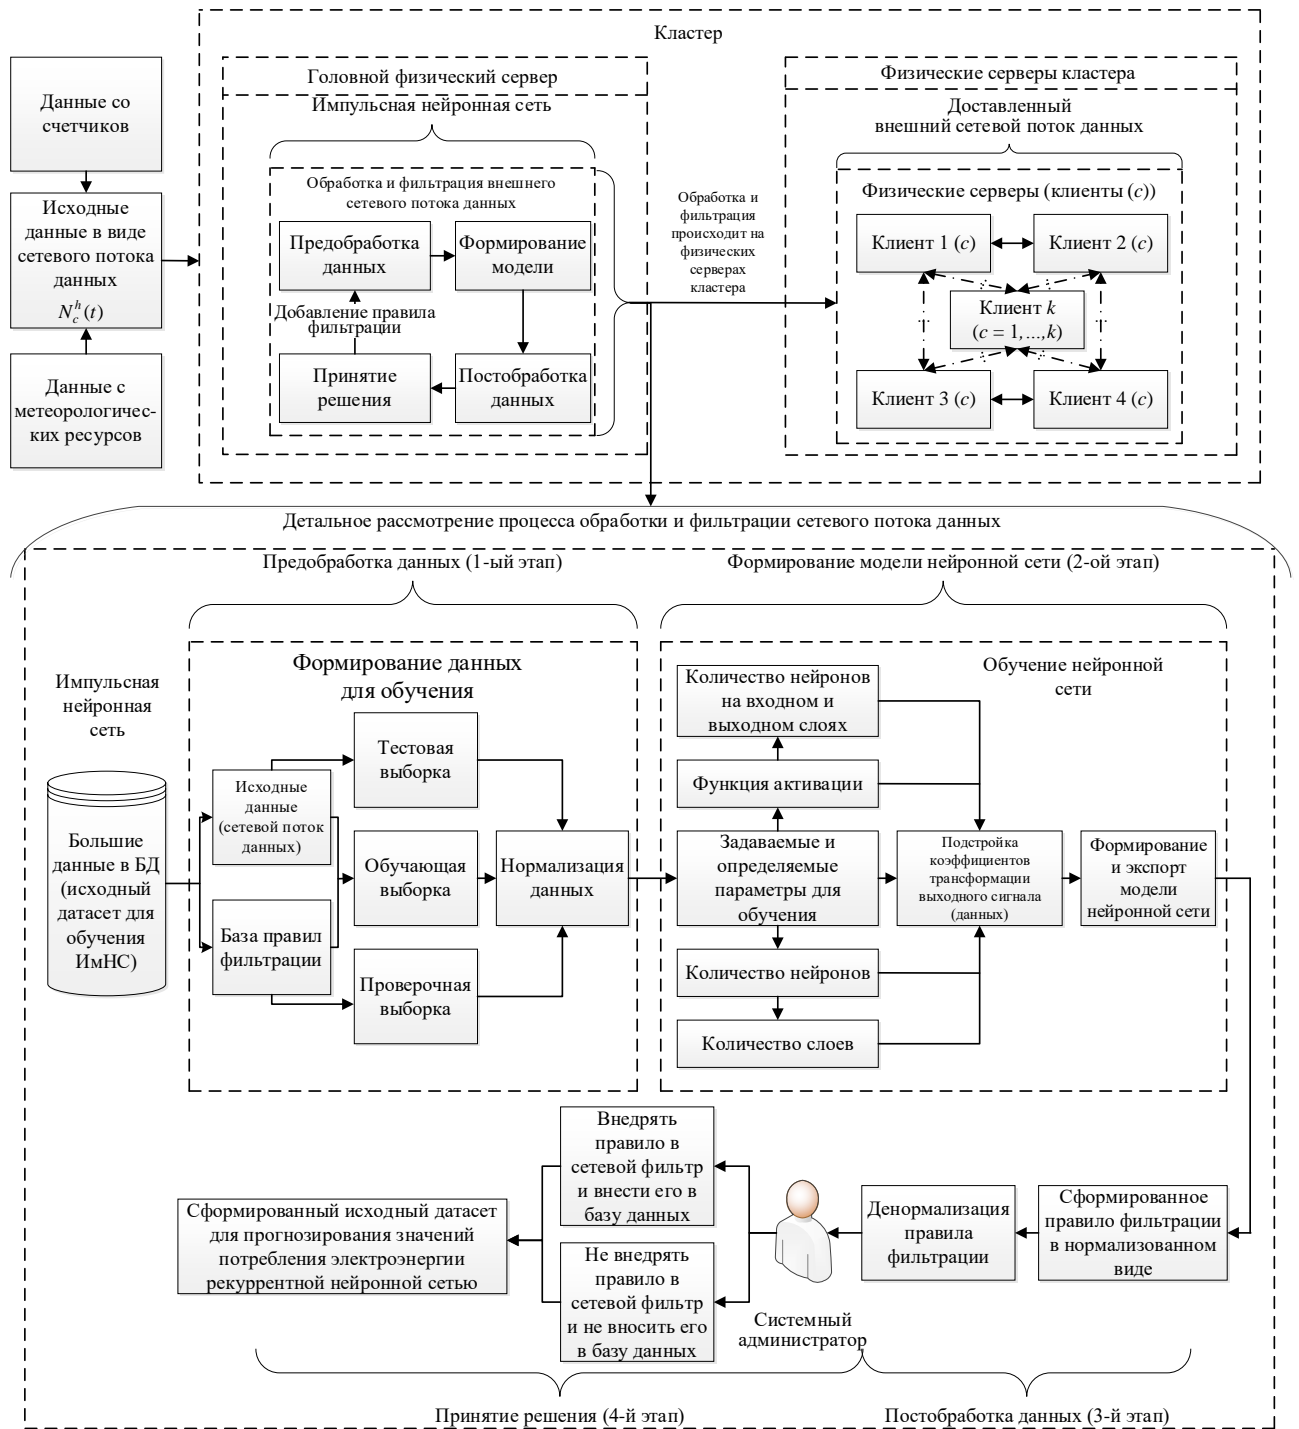 Кластер
Данные со
счетчиков
Исходные
данные в виде
сетевого потока
данных
N_c^h(t)
Данные с
метеорологичес-
ких ресурсов
Головной физический сервер
Импульсная нейронная сеть
Обработка и фильтрация внешнего
сетевого потока данных
Предобработка
данных
Формирование
модели
Добавление правила
фильтрации
Принятие
решения
Постобработка
данных
Обработка и
фильтрация
происходит на
физических
серверах
кластера
Физические серверы кластера
Доставленный
внешний сетевой поток данных
Физические серверы (клиенты (c))
Клиент 1 (c)
Клиент 2 (c)
Клиент k
(c = 1,...,k)
Клиент 3 (c)
Клиент 4 (c)
Детальное рассмотрение процесса обработки и фильтрации сетевого потока данных
Предобработка данных (1-ый этап)
Формирование модели нейронной сети (2-ой этап)
Импульсная
нейронная
сеть
Большие
данные в БД
(исходный
датасет для
обучения
ИмНС)
Формирование данных
для обучения
Исходные
данные
(сетевой поток
данных)
База правил
фильтрации
Тестовая
выборка
Обучающая
выборка
Проверочная
выборка
Нормализация
данных
Обучение нейронной
сети
Количество нейронов
на входном и
выходном слоях
Функция активации
Задаваемые и
определяемые
параметры для
обучения
Количество нейронов
Количество слоев
Подстройка
коэффициентов
трансформации
выходного сигнала
(данных)
Формирование
и экспорт
модели
нейронной сети
Сформированный исходный датасет
для прогнозирования значений
потребления электроэнергии
рекуррентной нейронной сетью
Внедрять
правило в
сетевой фильтр
и внести его в
базу данных
Не внедрять
правило в
сетевой фильтр
и не вносить его
в базу данных
Системный
администратор
Денормализация
правила
фильтрации
Сформированное
правило фильтрации
в нормализованном
виде
Принятие решения (4-й этап)
Постобработка данных (3-й этап)